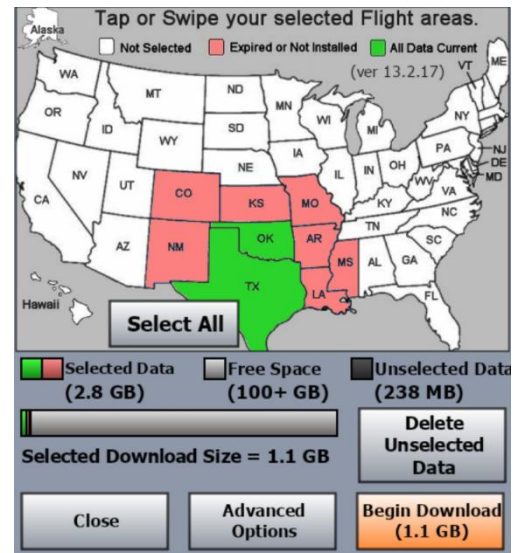 Tap or Swipe your selected Flight areas.
Alaska
Not Selected
Expired or Not Installed
All Data Current
(ver 13.2.17)
VT
ME
WA
MT
ND
MN
OR
ID
SD
WI
MI
NY
WY
IA
PA
NJ
NE
IL
IN
OH
DE
NV
UT
WV
MD
CA
CO
KS
MO
KY
VA
NC
TN
AZ
NM
OK
AR
SC
MS
AL
GA
TX
LA
FL
Hawaii
Select All
Selected Data
(2.8 GB)
Free Space
(100+ GB)
Unselected Data
(238 MB)
Selected Download Size = 1.1 GB
Delete
Unselected
Data
Close
Advanced
Options
Begin Download
(1.1 GB)